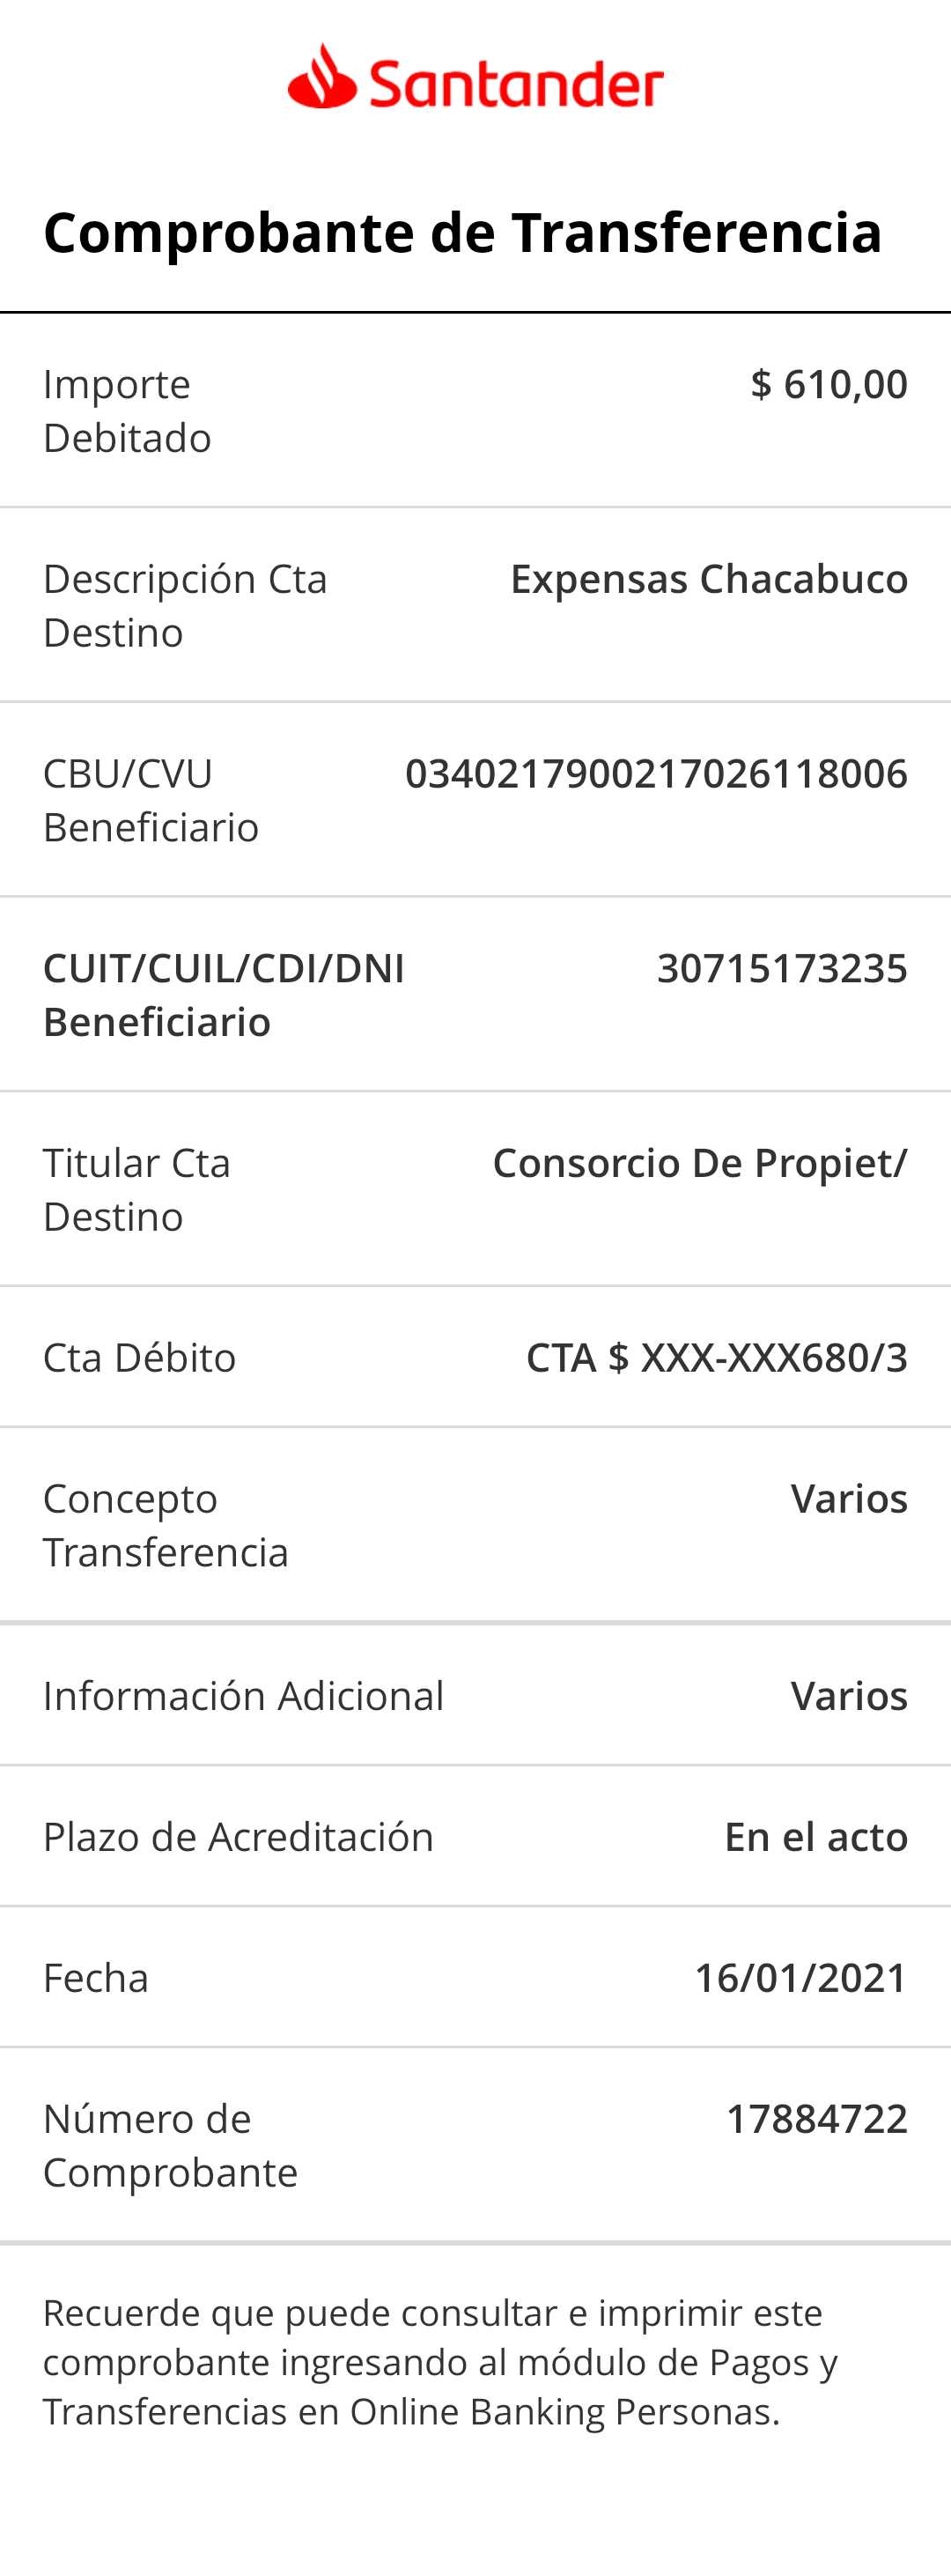 Santander
Comprobante de Transferencia
Importe
Debitado
$ 610,00
Descripción Cta
Destino
Expensas Chacabuco
CBU/CVU
Beneficiario
0340217900217026118006
CUIT/CUIL/CDI/DNI
Beneficiario
30715173235
Titular Cta
Destino
Consorcio De Propiet/
Cta Débito
CTA $ XXX-XXX680/3
Concepto
Transferencia
Varios
Información Adicional
Varios
Plazo de Acreditación
En el acto
Fecha
16/01/2021
Número de
Comprobante
17884722
Recuerde que puede consultar e imprimir este
comprobante ingresando al módulo de Pagos y
Transferencias en Online Banking Personas.